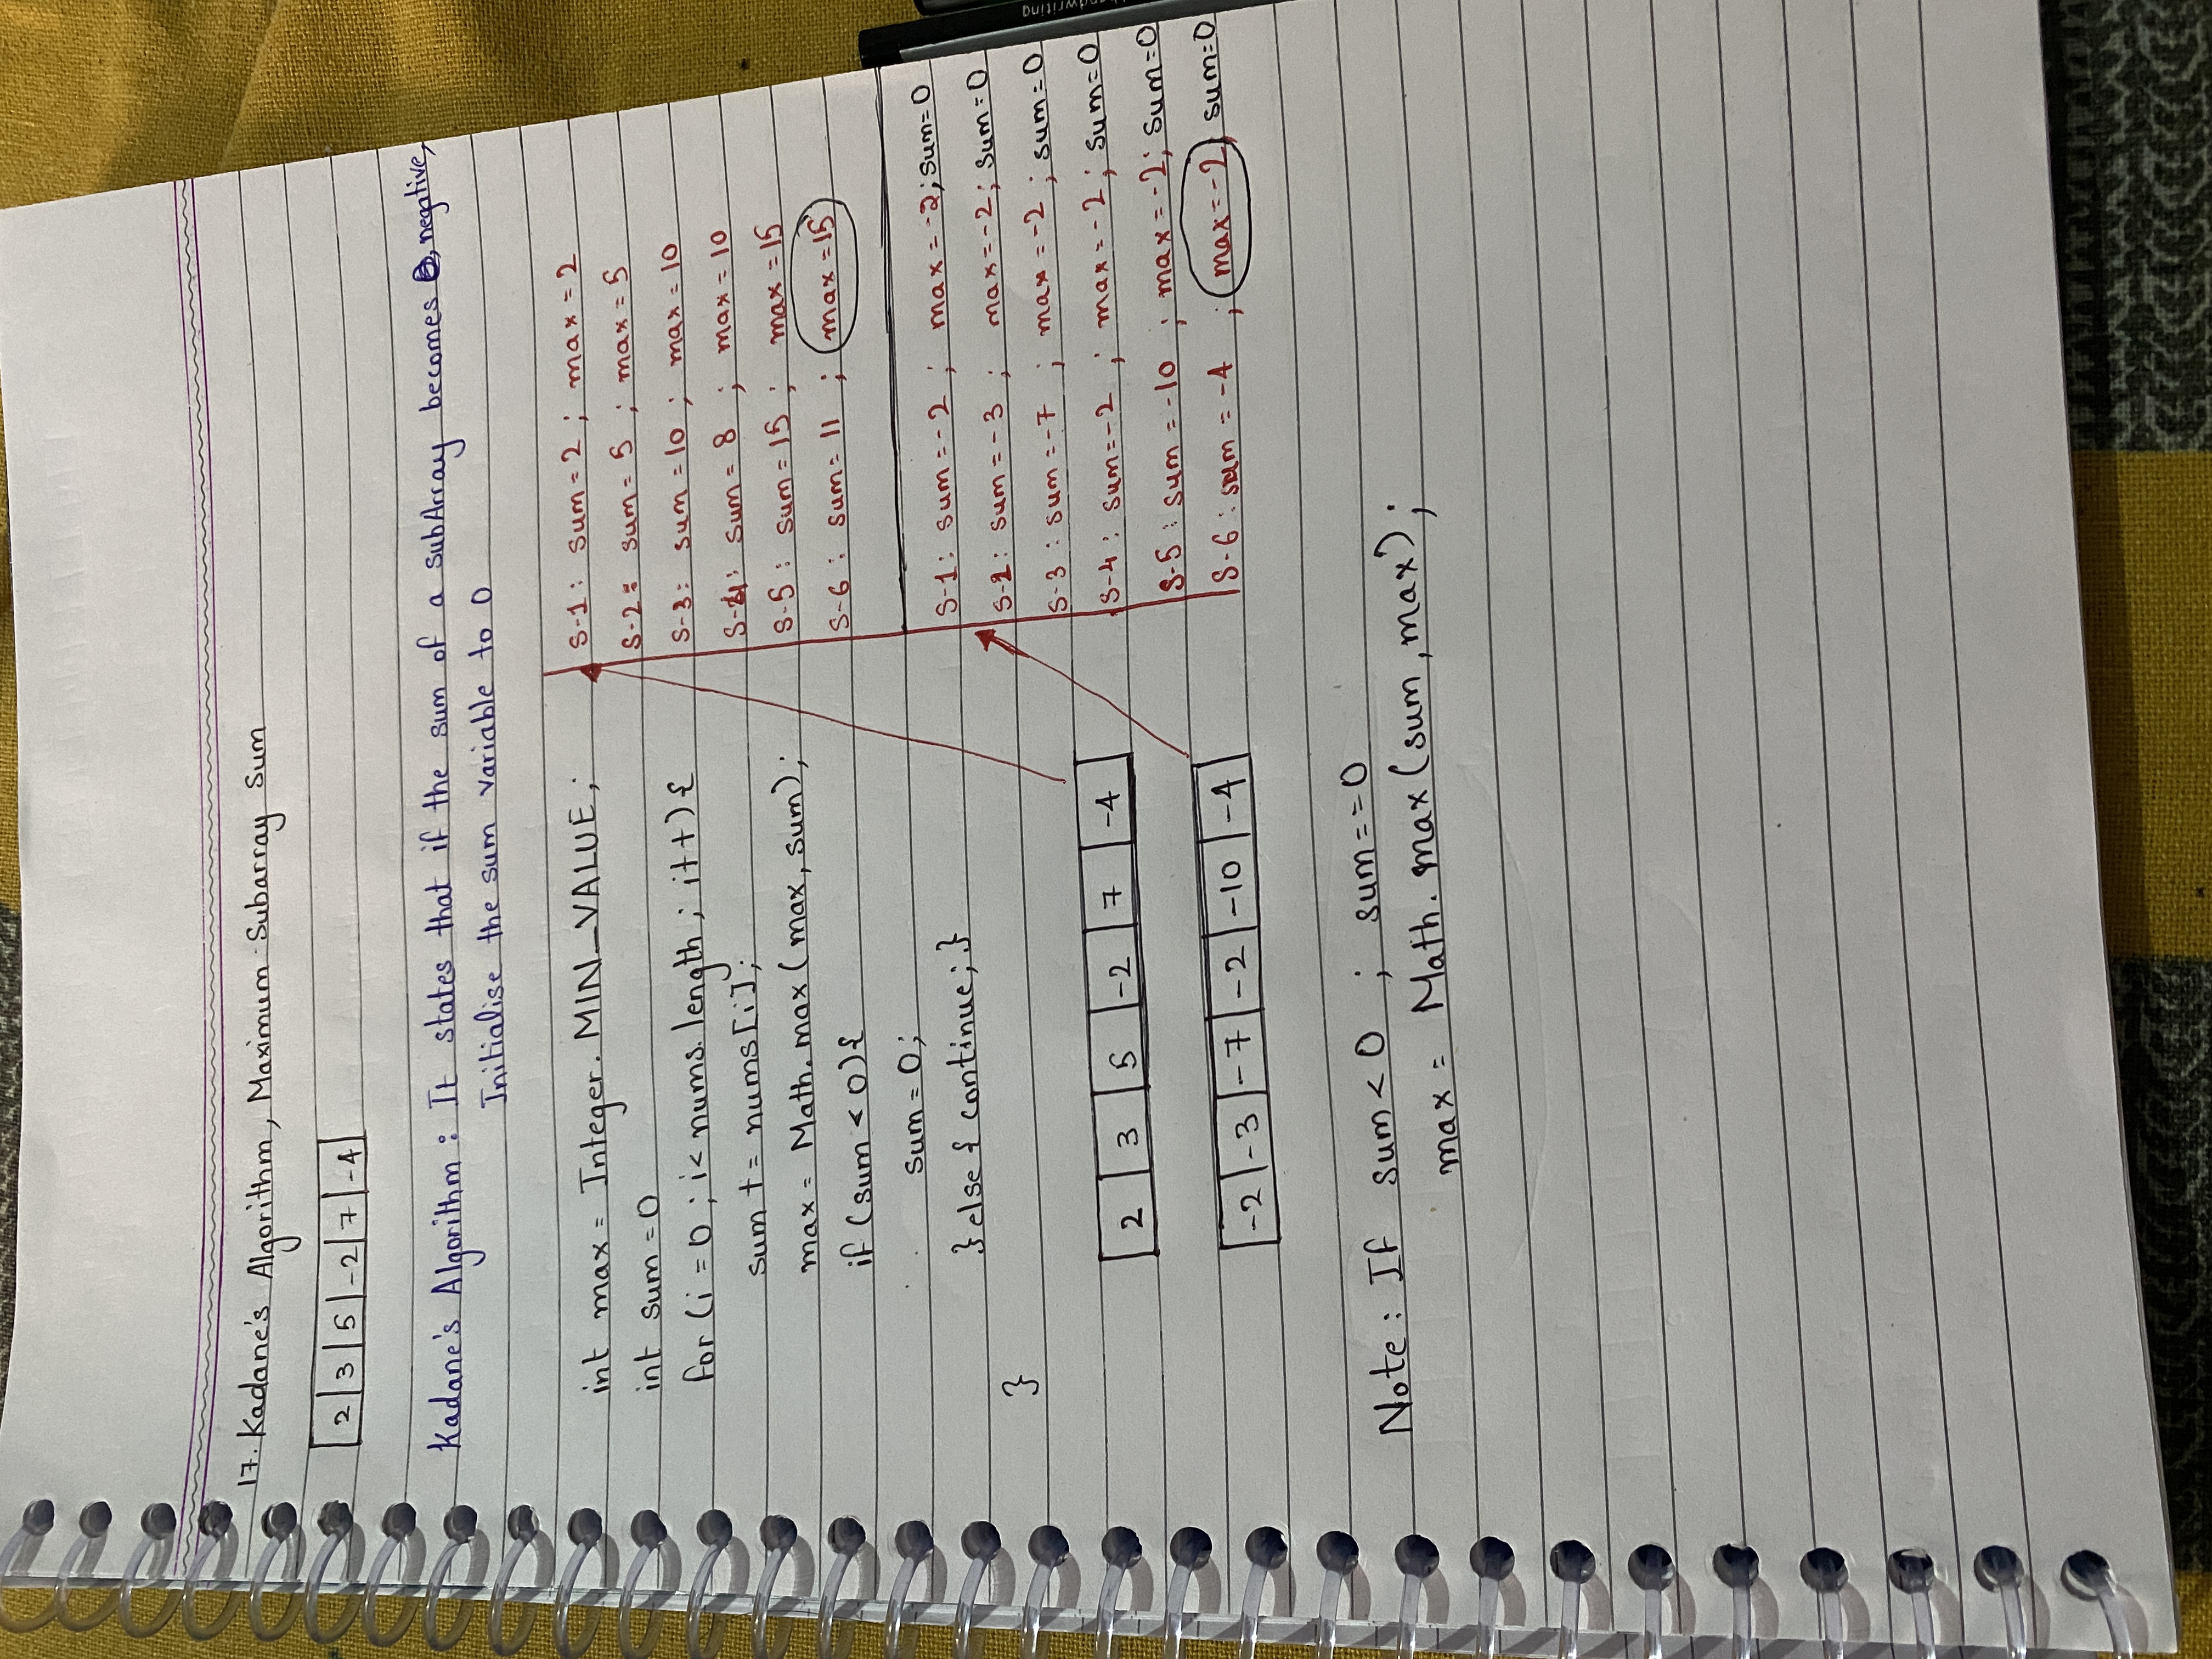 17. Kadane's Algorithm, Maximum Subarray Sum
2 3 5 -2 7 -4
Kadane's Algorithm: It states that if the sum of a subArray becomes negative,
Initialise the sum variable to 0
int max = Integer.MIN_VALUE;
int sum = 0
for (i = 0 ; i < nums.length ; i++) {
sum += nums[i];
max = Math.max(max, sum);
if (sum < 0) {
sum = 0;
} else { continue; }
}
S-1: sum = 2 ; max = 2
S-2: sum = 5 ; max = 5
S-3: sum = 10 ; max = 10
S-4: sum = 8 ; max = 10
S-5: sum = 15 ; max = 15
S-6: sum = 11 ; max = 15
S-1: sum = -2 ; max = -2; sum = 0
S-2: sum = -3 ; max = -2; sum = 0
S-3: sum = -7 ; max = -2 ; sum = 0
S-4: sum = -2 ; max = -2 ; sum = 0
S-5: sum = -10 ; max = -2; sum = 0
S-6: sum = -4 ; max = -2 sum = 0
2 3 5 -2 7 -4
-2 -3 -7 -2 -10 -4
Note: If sum < 0 ; sum == 0
max = Math.max(sum, max);